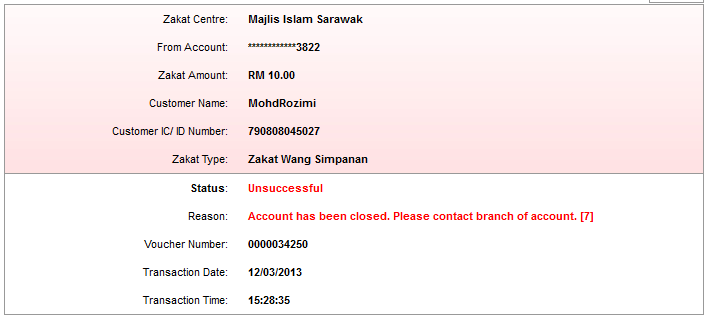 Zakat Centre: Majlis Islam Sarawak
From Account: ************3822
Zakat Amount: RM 10.00
Customer Name: MohdRozimi
Customer IC/ ID Number: 790808045027
Zakat Type: Zakat Wang Simpanan
Status: Unsuccessful
Reason: Account has been closed. Please contact branch of account. [7]
Voucher Number: 0000034250
Transaction Date: 12/03/2013
Transaction Time: 15:28:35